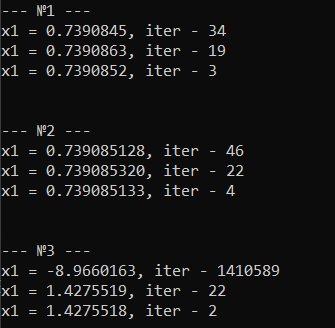 --- №1 ---
x1 = 0.7390845, iter - 34
x1 = 0.7390863, iter - 19
x1 = 0.7390852, iter - 3
--- №2 ---
x1 = 0.739085128, iter - 46
x1 = 0.739085320, iter - 22
x1 = 0.739085133, iter - 4
--- №3 ---
x1 = -8.9660163, iter - 1410589
x1 = 1.4275519, iter - 22
x1 = 1.4275518, iter - 2